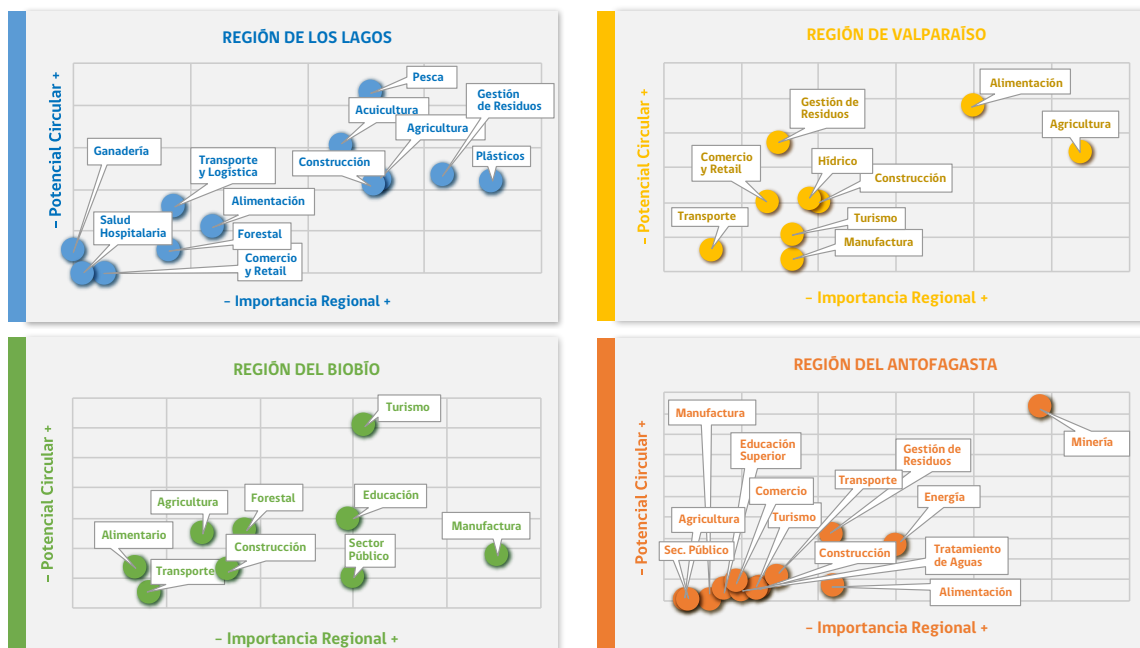 REGIÓN DE LOS LAGOS
– Potencial Circular +
Pesca
Gestión
de Residuos
Acuicultura
Agricultura
Ganadería
Transporte
y Logística
Construcción
Plásticos
Alimentación
Salud
Hospitalaria
Forestal
Comercio
y Retail
– Importancia Regional +
REGIÓN DE VALPARAÍSO
– Potencial Circular +
Alimentación
Gestión de
Residuos
Agricultura
Comercio
y Retail
Hídrico
Construcción
Transporte
Turismo
Manufactura
– Importancia Regional +
REGIÓN DEL BIOBÍO
– Potencial Circular +
Turismo
Agricultura
Forestal
Educación
Alimentario
Manufactura
Construcción
Sector
Público
Transporte
– Importancia Regional +
REGIÓN DEL ANTOFAGASTA
– Potencial Circular +
Manufactura
Minería
Educación
Superior
Gestión de
Residuos
Transporte
Comercio
Energía
Agricultura
Turismo
Sec. Público
Construcción
Tratamiento
de Aguas
Alimentación
– Importancia Regional +